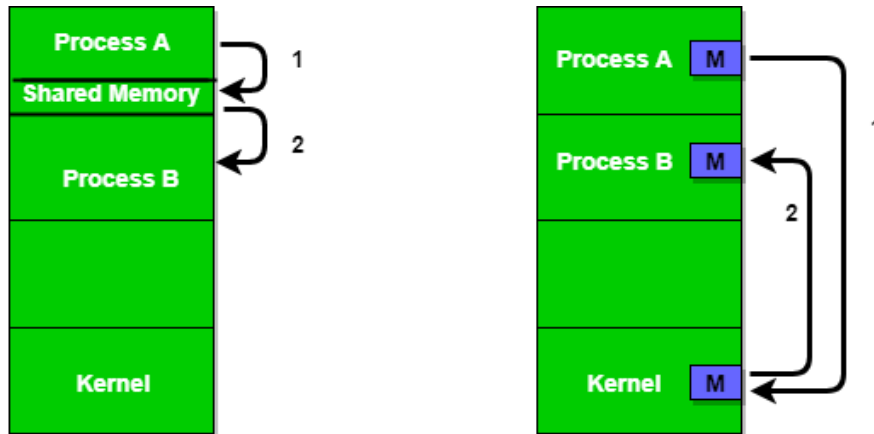 Process A
1
Shared Memory
2
Process B
Kernel
Process A M
Process B M
2
Kernel M